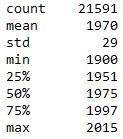 count 21591
mean 1970
std 29
min 1900
25% 1951
50% 1975
75% 1997
max 2015